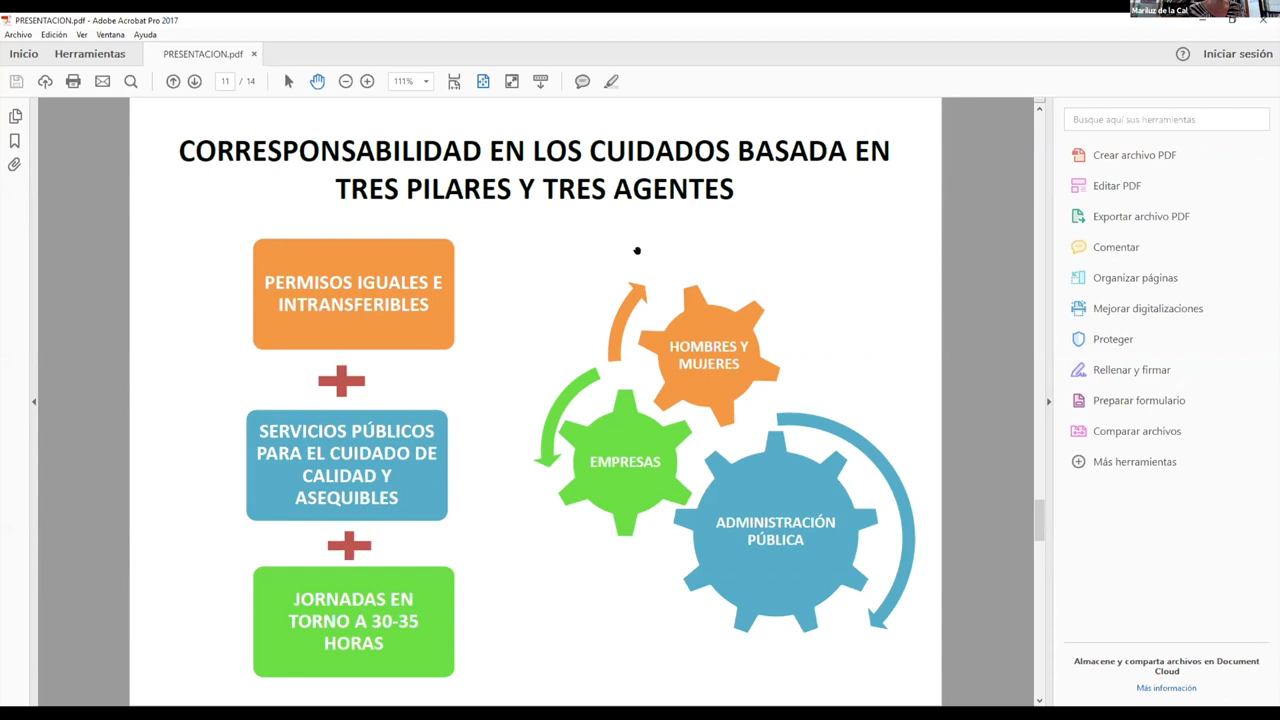 Mariluz de la Cal
PRESENTACION.pdf - Adobe Acrobat Pro 2017
Archivo Edición Ver Ventana Ayuda
Inicio Herramientas PRESENTACION.pdf × Iniciar sesión
11 / 14 111%
CORRESPONSABILIDAD EN LOS CUIDADOS BASADA EN
TRES PILARES Y TRES AGENTES
PERMISOS IGUALES E
INTRANSFERIBLES
SERVICIOS PÚBLICOS
PARA EL CUIDADO DE
CALIDAD Y
ASEQUIBLES
JORNADAS EN
TORNO A 30-35
HORAS
HOMBRES Y
MUJERES
EMPRESAS
ADMINISTRACIÓN
PÚBLICA
Busque aquí sus herramientas
Crear archivo PDF
Editar PDF
Exportar archivo PDF
Comentar
Organizar páginas
Mejorar digitalizaciones
Proteger
Rellenar y firmar
Preparar formulario
Comparar archivos
Más herramientas
Almacene y comparta archivos en Document
Cloud
Más información